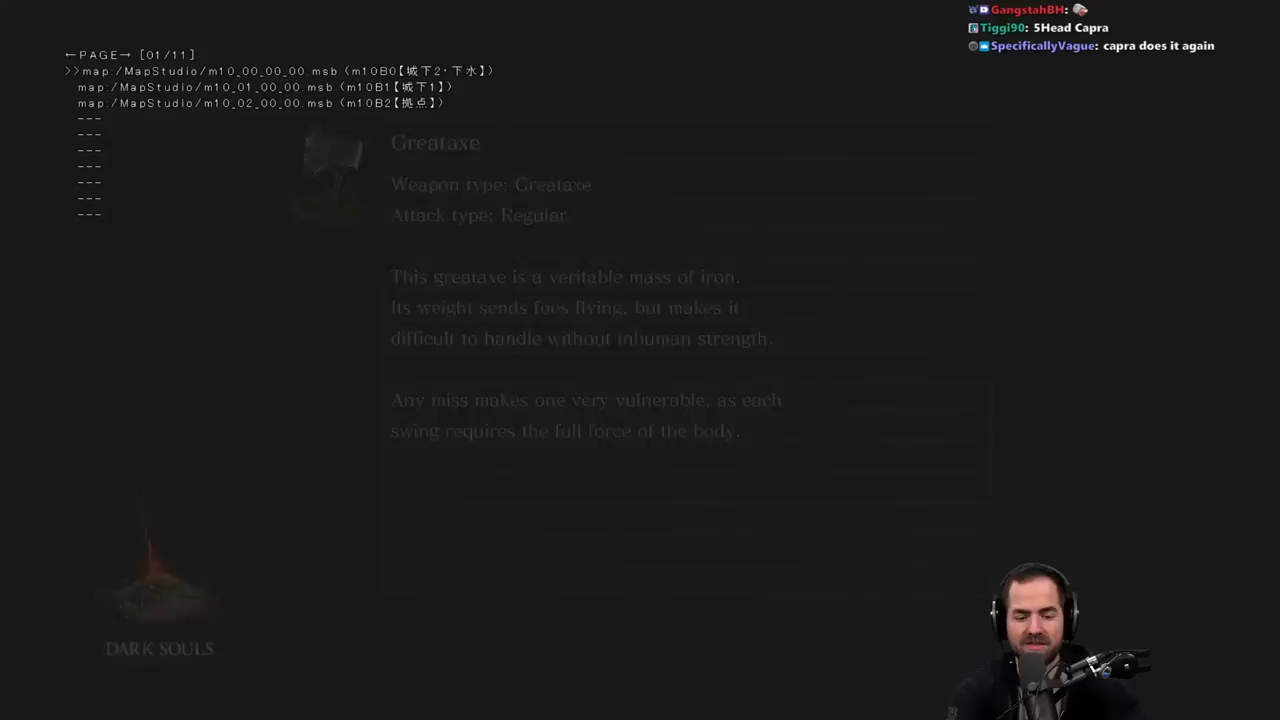 GangstahBH:
Tiggi90: 5Head Capra
SpecificallyVague: capra does it again
←PAGE→ [01/11]
>>map:/MapStudio/m10_00_00_00.msb (m10B0【城下2・下水】)
map:/MapStudio/m10_01_00_00.msb (m10B1【城下1】)
map:/MapStudio/m10_02_00_00.msb (m10B2【拠点】)
---
---
---
---
---
---
---
Greataxe
Weapon type: Greataxe
Attack type: Regular
This greataxe is a veritable mass of iron.
Its weight sends foes flying, but makes it
difficult to handle without inhuman strength.
Any miss makes one very vulnerable, as each
swing requires the full force of the body.
DARK SOULS